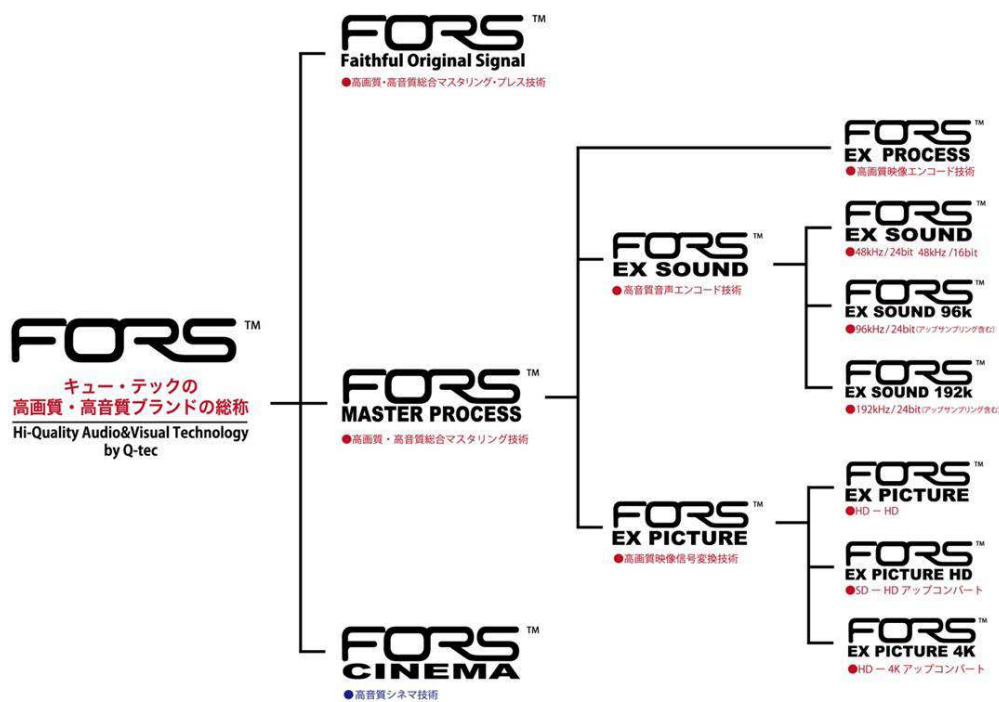 FORS™
キュー・テックの
高画質・高音質ブランドの総称
Hi-Quality Audio&Visual Technology
by Q-tec
FORS™
Faithful Original Signal
●高画質・高音質総合マスタリング・プレス技術
FORS™
MASTER PROCESS
●高画質・高音質総合マスタリング技術
FORS™
CINEMA
●高音質シネマ技術
FORS™
EX SOUND
●高音質音声エンコード技術
FORS™
EX PICTURE
●高画質映像信号変換技術
FORS™
EX PROCESS
●高画質映像エンコード技術
FORS™
EX SOUND
●48kHz/24bit 48kHz/16bit
FORS™
EX SOUND 96k
●96kHz/24bit(アップサンプリング含む)
FORS™
EX SOUND 192k
●192kHz/24bit(アップサンプリング含む)
FORS™
EX PICTURE
●HD − HD
FORS™
EX PICTURE HD
●SD − HD アップコンバート
FORS™
EX PICTURE 4K
●HD − 4K アップコンバート